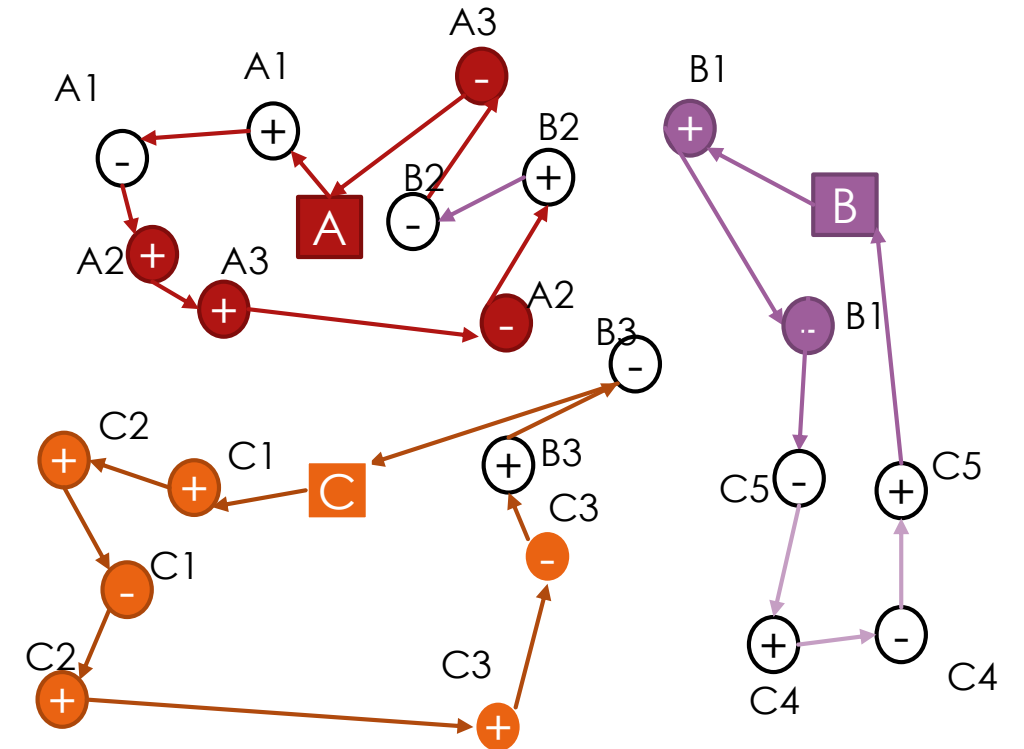 A3
-
A1
A1
+
-
B1
+
B2
+
B2
-
A
B
A2
+
A3
+
A2
-
B1
.-
B3
-
C2
+
C1
+
C
B3
+
C5
-
C5
+
C3
-
C1
-
C2
+
C3
+
+
C4
-
C4